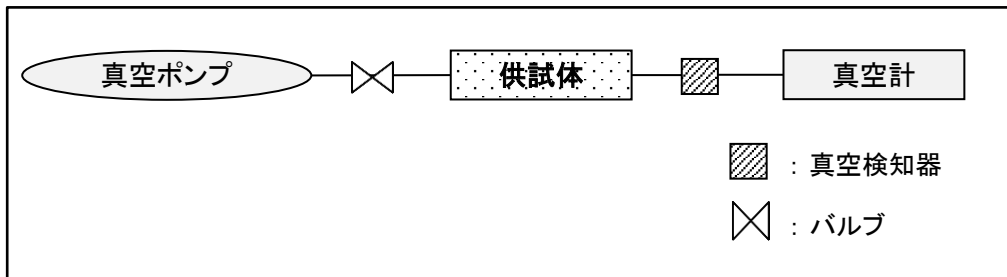 真空ポンプ
供試体
真空計
: 真空検知器
: バルブ